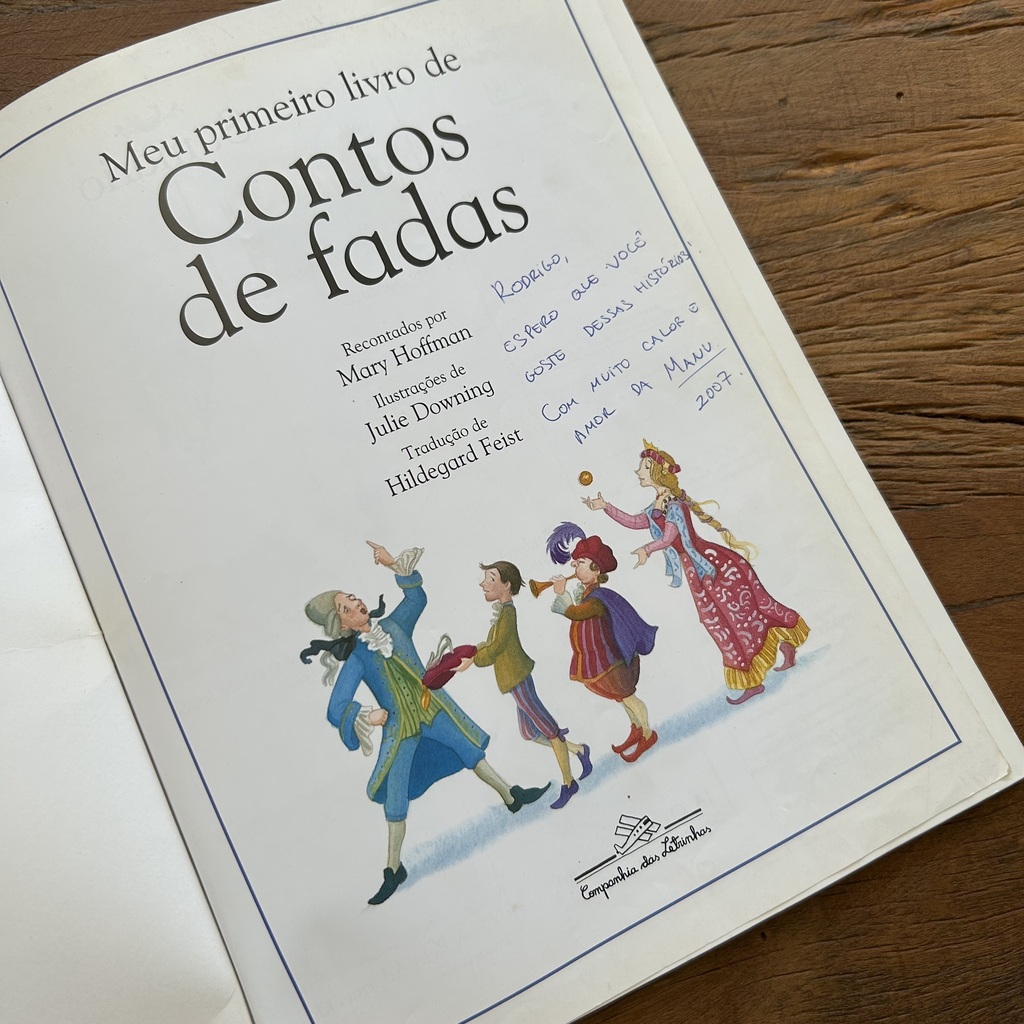 Meu primeiro livro de
Contos
de fadas
Recontados por
Mary Hoffman
Ilustrações de
Julie Downing
Tradução de
Hildegard Feist
RODRIGO,
ESPERO QUE VOCÊ
GOSTE DESSAS HISTÓRIAS!
COM MUITO CALOR E
AMOR DA MANU.
2007.
Companhia das Letrinhas